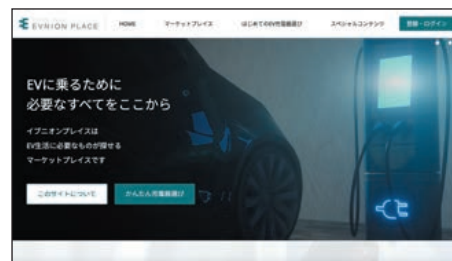 EVNION PLACE
HOME
マーケットプレイス
はじめてのEV充電器選び
スペシャルコンテンツ
登録・ログイン
EVに乗るために
必要なすべてをここから
イブニオンプレイスは
EV生活に必要なものが探せる
マーケットプレイスです
このサイトについて
かんたん充電器選び